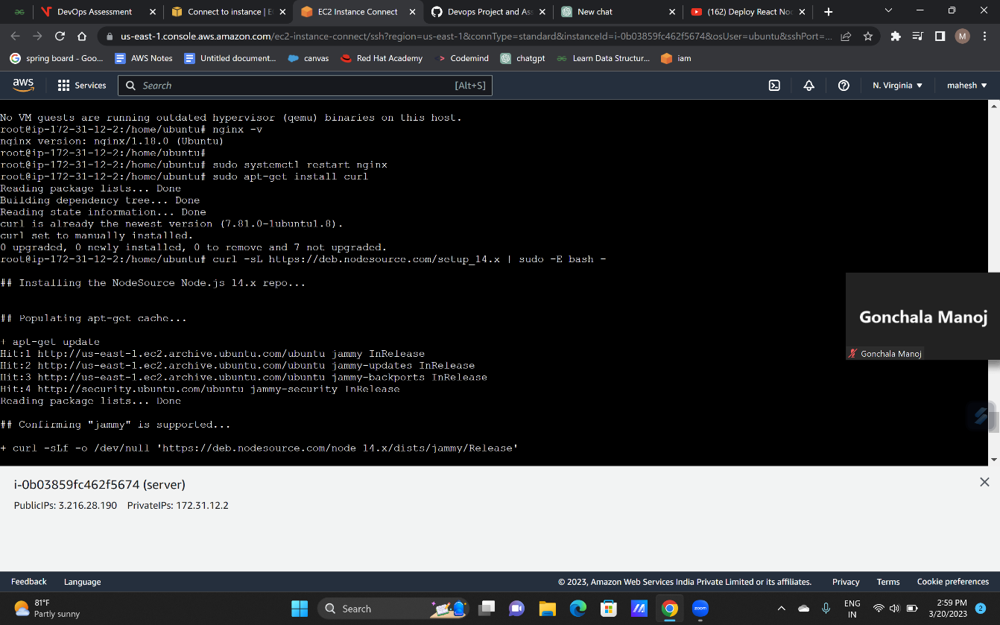 DevOps Assessment
Connect to instance | E
EC2 Instance Connect
Devops Project and As
New chat
(162) Deploy React No
us-east-1.console.aws.amazon.com/ec2-instance-connect/ssh?region=us-east-1&connType=standard&instanceId=i-0b03859fc462f5674&osUser=ubuntu&sshPort=...
M
spring board - Goo...
AWS Notes
Untitled document...
canvas
Red Hat Academy
Codemind
chatgpt
Learn Data Structur...
iam
aws
Services
Search
[Alt+S]
N. Virginia
mahesh
No VM guests are running outdated hypervisor (qemu) binaries on this host.
root@ip-172-31-12-2:/home/ubuntu# nginx -v
nginx version: nginx/1.18.0 (Ubuntu)
root@ip-172-31-12-2:/home/ubuntu#
root@ip-172-31-12-2:/home/ubuntu# sudo systemctl restart nginx
root@ip-172-31-12-2:/home/ubuntu# sudo apt-get install curl
Reading package lists... Done
Building dependency tree... Done
Reading state information... Done
curl is already the newest version (7.81.0-1ubuntu1.8).
curl set to manually installed.
0 upgraded, 0 newly installed, 0 to remove and 7 not upgraded.
root@ip-172-31-12-2:/home/ubuntu# curl -sL https://deb.nodesource.com/setup_14.x | sudo -E bash -
## Installing the NodeSource Node.js 14.x repo...
## Populating apt-get cache...
+ apt-get update
Hit:1 http://us-east-1.ec2.archive.ubuntu.com/ubuntu jammy InRelease
Hit:2 http://us-east-1.ec2.archive.ubuntu.com/ubuntu jammy-updates InRelease
Hit:3 http://us-east-1.ec2.archive.ubuntu.com/ubuntu jammy-backports InRelease
Hit:4 http://security.ubuntu.com/ubuntu jammy-security InRelease
Reading package lists... Done
## Confirming "jammy" is supported...
+ curl -sLf -o /dev/null 'https://deb.nodesource.com/node_14.x/dists/jammy/Release'
Gonchala Manoj
Gonchala Manoj
i-0b03859fc462f5674 (server)
PublicIPs: 3.216.28.190 PrivateIPs: 172.31.12.2
Feedback
Language
© 2023, Amazon Web Services India Private Limited or its affiliates.
Privacy
Terms
Cookie preferences
81°F
Partly sunny
Search
zoom
ENG
IN
2:59 PM
3/20/2023
2